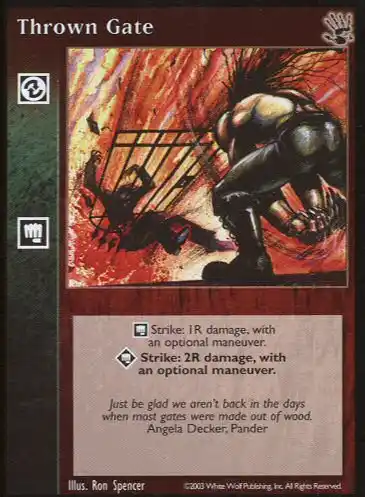 Thrown Gate
Strike: 1R damage, with
an optional maneuver.
Strike: 2R damage, with
an optional maneuver.
Just be glad we aren't back in the days
when most gates were made out of wood.
Angela Decker, Pander
Illus. Ron Spencer
©2003 White Wolf Publishing, Inc. All Rights Reserved.